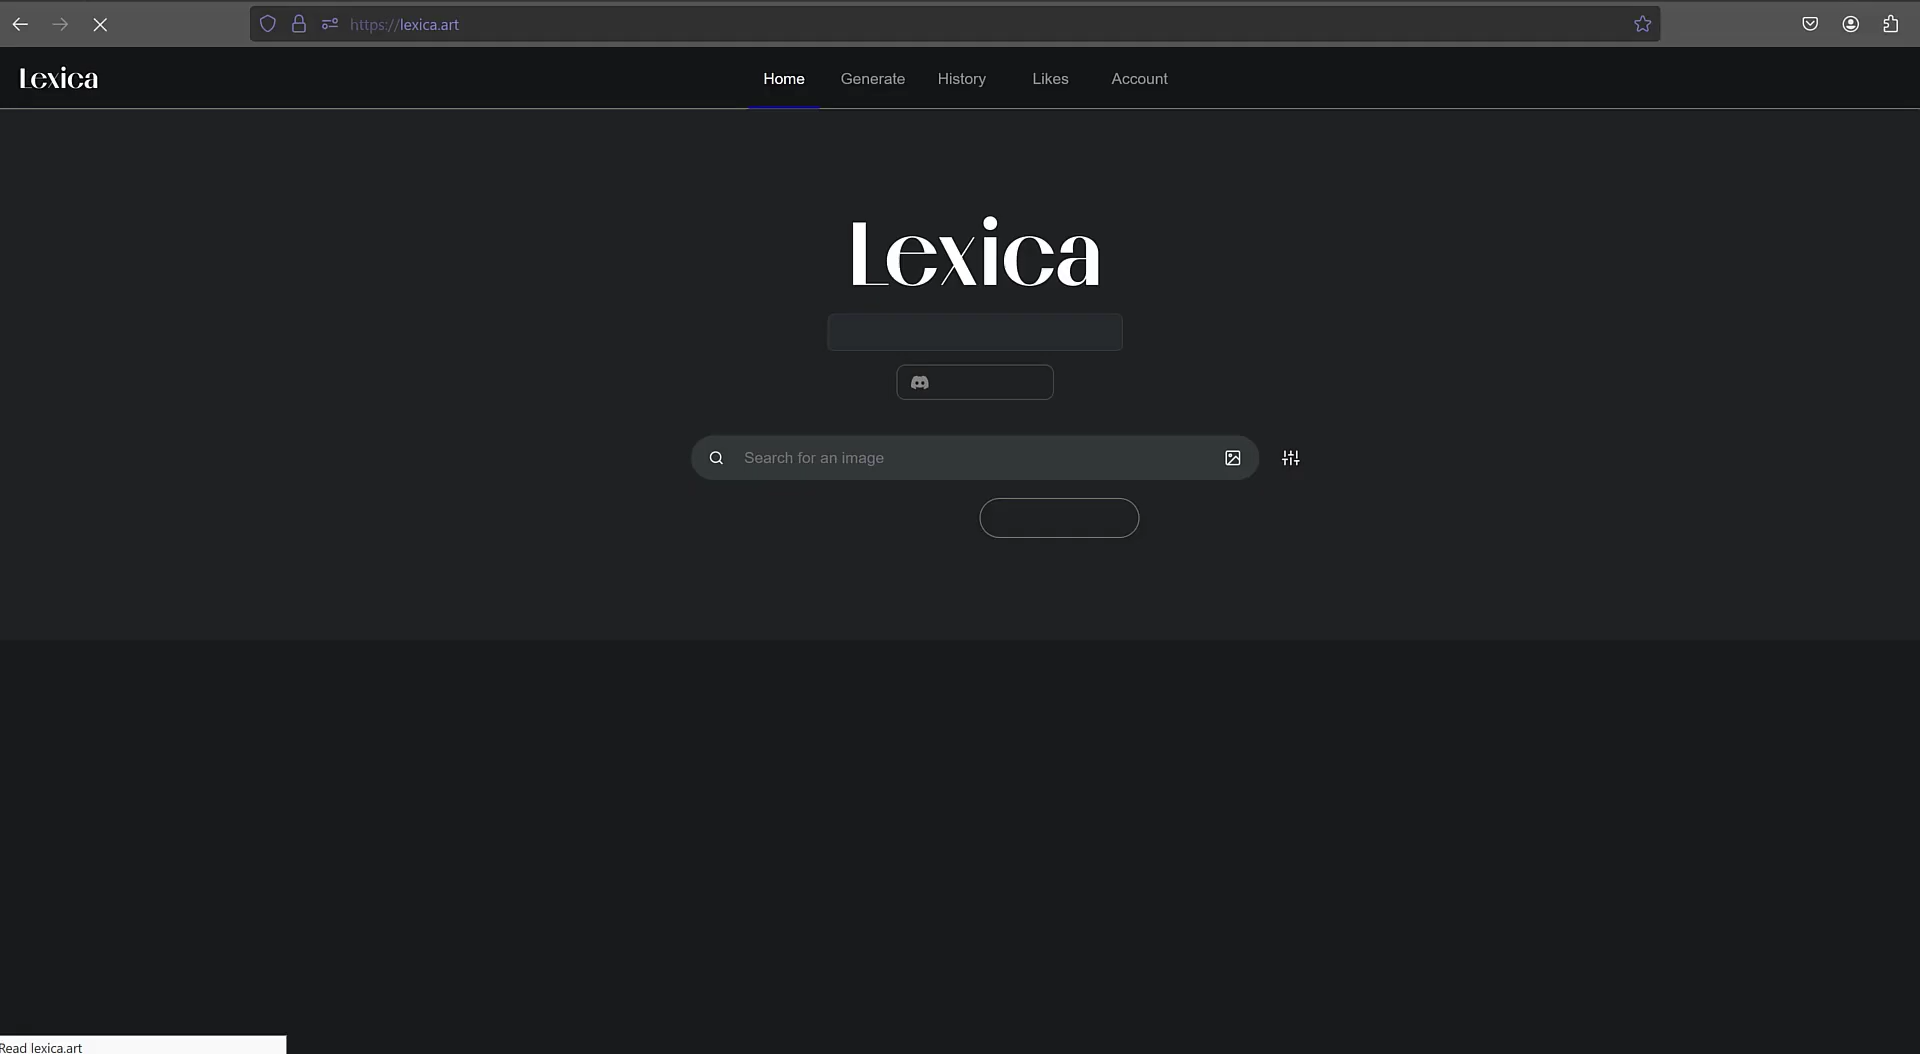 https://lexica.art
Lexica
Home Generate History Likes Account
Lexica
Search for an image
Read lexica.art